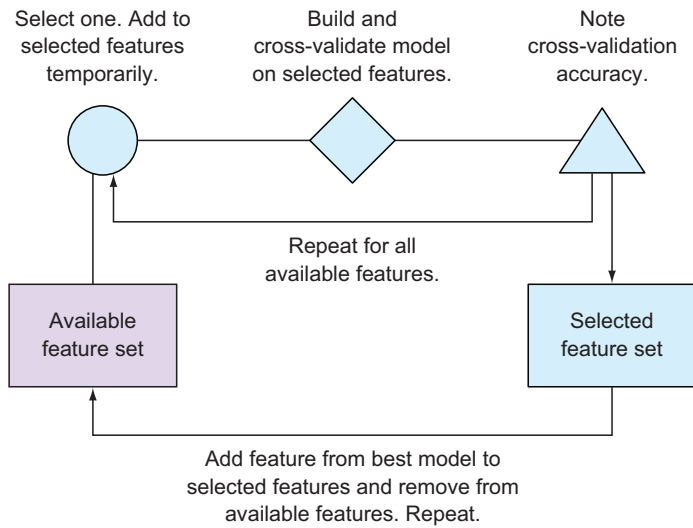 Select one. Add to
selected features
temporarily.
Build and
cross-validate model
on selected features.
Note
cross-validation
accuracy.
Repeat for all
available features.
Available
feature set
Selected
feature set
Add feature from best model to
selected features and remove from
available features. Repeat.